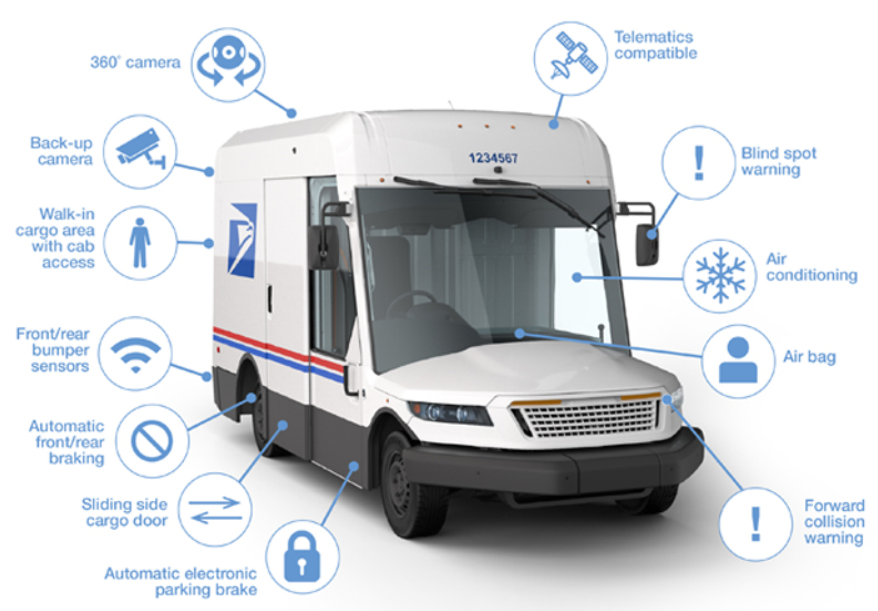 360° camera
Telematics
compatible
Back-up
camera
1234567
Blind spot
warning
Walk-in
cargo area
with cab
access
Air
conditioning
Front/rear
bumper
sensors
Air bag
Automatic
front/rear
braking
Sliding side
cargo door
Forward
collision
warning
Automatic electronic
parking brake